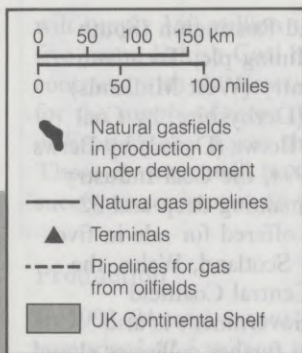 0 50 100 150 km
0 50 100 miles
Natural gasfields
in production or
under development
Natural gas pipelines
Terminals
Pipelines for gas
from oilfields
UK Continental Shelf